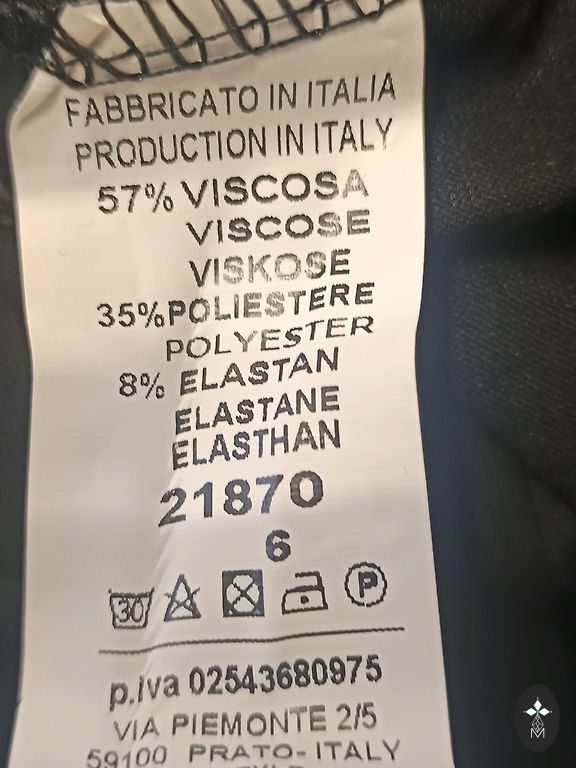 FABBRICATO IN ITALIA
PRODUCTION IN ITALY
57% VISCOSA
VISCOSE
VISKOSE
35% POLIESTERE
POLYESTER
8% ELASTAN
ELASTANE
ELASTHAN
21870
6
30 P
p.iva 02543680975
VIA PIEMONTE 2/5
59100 PRATO-ITALY